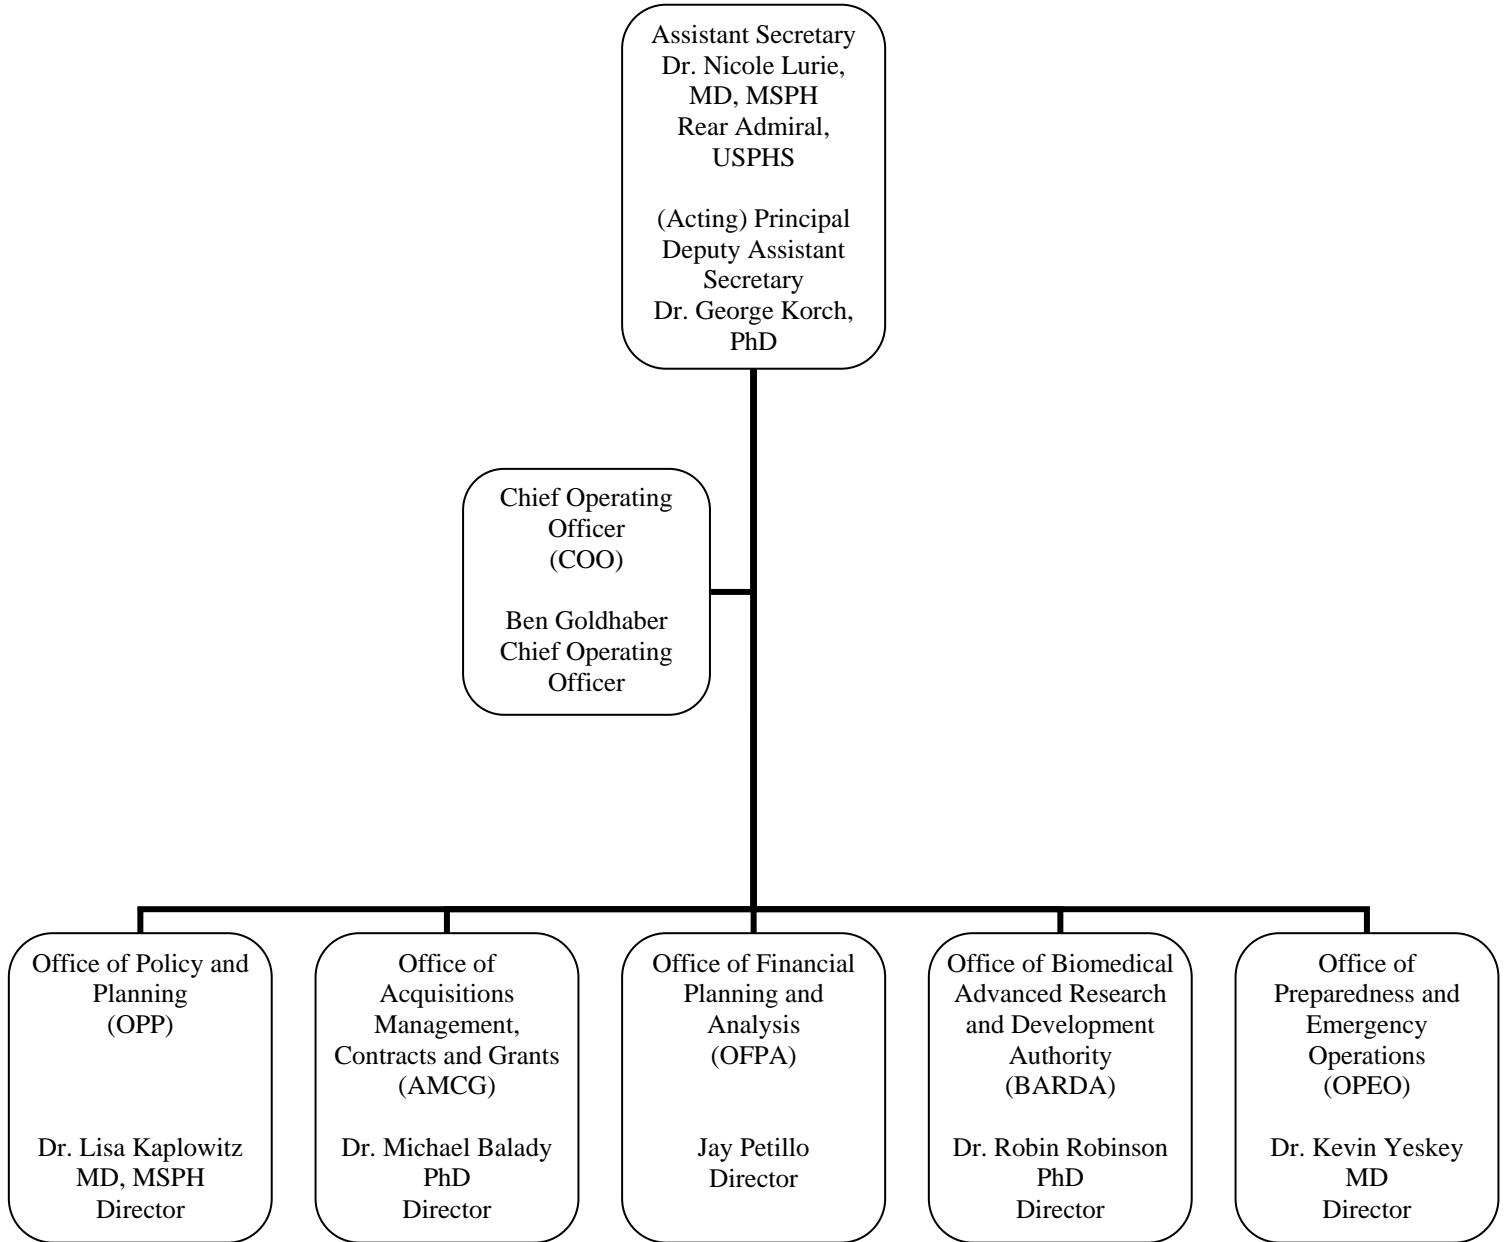 Assistant Secretary
Dr. Nicole Lurie,
MD, MSPH
Rear Admiral,
USPHS
(Acting) Principal
Deputy Assistant
Secretary
Dr. George Korch,
PhD
Chief Operating
Officer
(COO)
Ben Goldhaber
Chief Operating
Officer
Office of Policy and
Planning
(OPP)
Dr. Lisa Kaplowitz
MD, MSPH
Director
Office of
Acquisitions
Management,
Contracts and Grants
(AMCG)
Dr. Michael Balady
PhD
Director
Office of Financial
Planning and
Analysis
(OFPA)
Jay Petillo
Director
Office of Biomedical
Advanced Research
and Development
Authority
(BARDA)
Dr. Robin Robinson
PhD
Director
Office of
Preparedness and
Emergency
Operations
(OPEO)
Dr. Kevin Yeskey
MD
Director